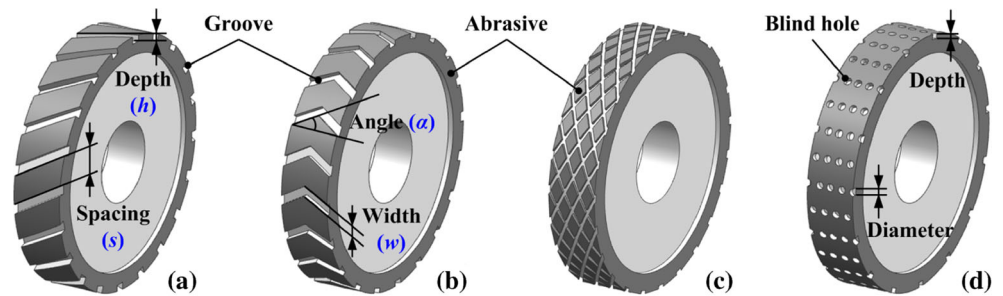 Groove
Abrasive
Blind hole
Depth
(h)
Spacing
(s)
(a)
Angle (α)
Width
(w)
(b)
(c)
Depth
Diameter
(d)